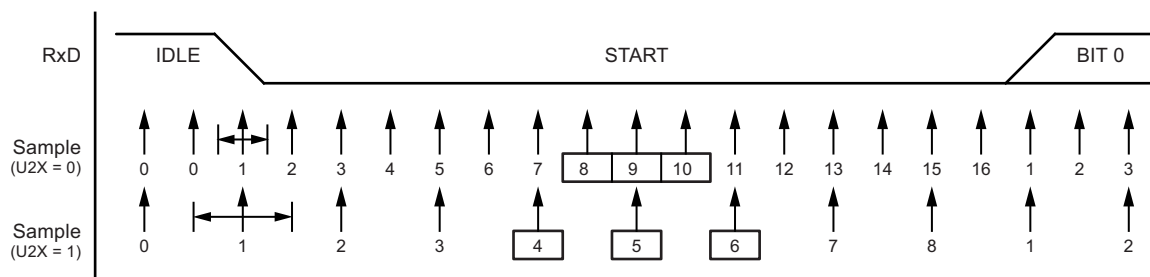 RxD IDLE START BIT 0
Sample
(U2X = 0)
0 0 1 2 3 4 5 6 7 8 9 10 11 12 13 14 15 16 1 2 3
Sample
(U2X = 1)
0 1 2 3 4 5 6 7 8 1 2